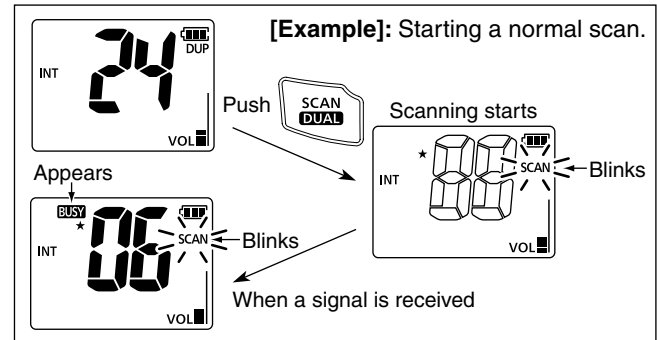 [Example]: Starting a normal scan.
24
DUP
INT
VOL
Push
SCAN
DUAL
Scanning starts
★
INT
SCAN
Blinks
VOL
Appears
BUSY
★
06
INT
SCAN
Blinks
VOL
When a signal is received